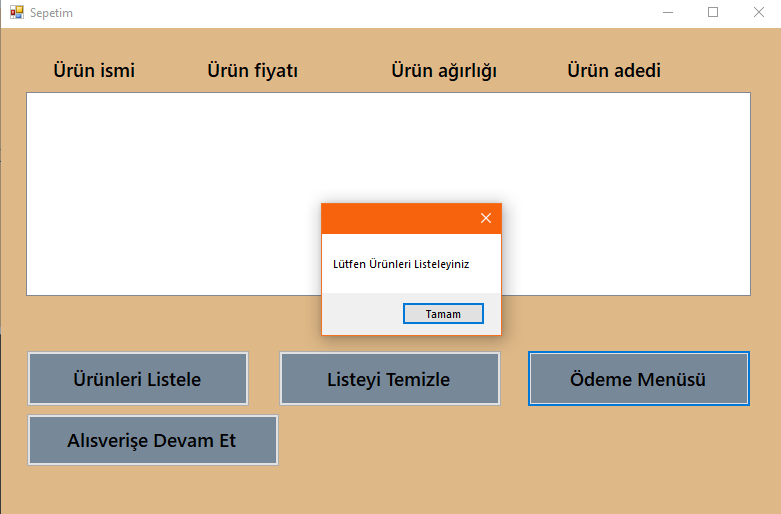 Sepetim
Ürün ismi Ürün fiyatı Ürün ağırlığı Ürün adedi
Lütfen Ürünleri Listeleyiniz
Tamam
Ürünleri Listele Listeyi Temizle Ödeme Menüsü
Alısverişe Devam Et